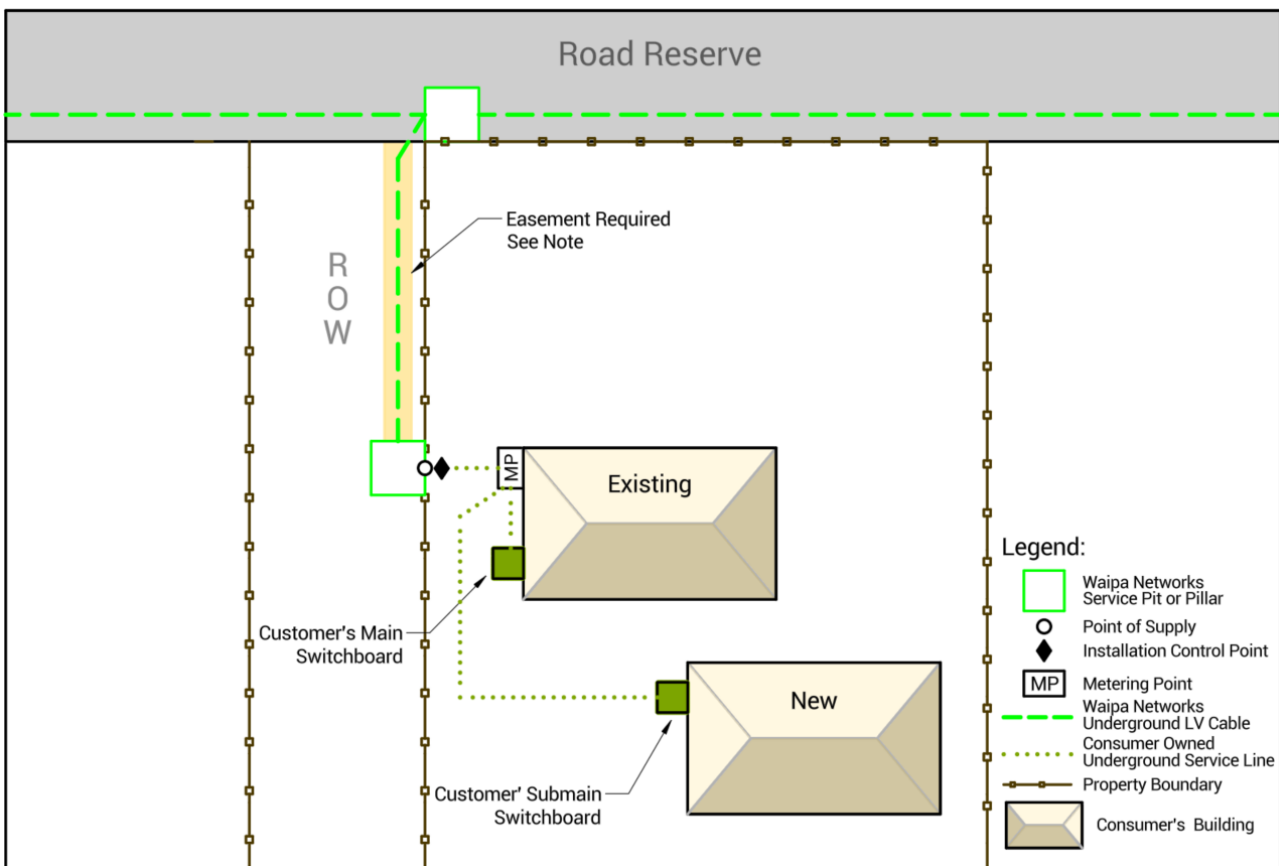 Road Reserve
Easement Required
See Note
R
O
W
MP
Existing
Customer's Main
Switchboard
New
Customer' Submain
Switchboard
Legend:
Waipa Networks
Service Pit or Pillar
Point of Supply
Installation Control Point
MP
Metering Point
Waipa Networks
Underground LV Cable
Consumer Owned
Underground Service Line
Property Boundary
Consumer's Building